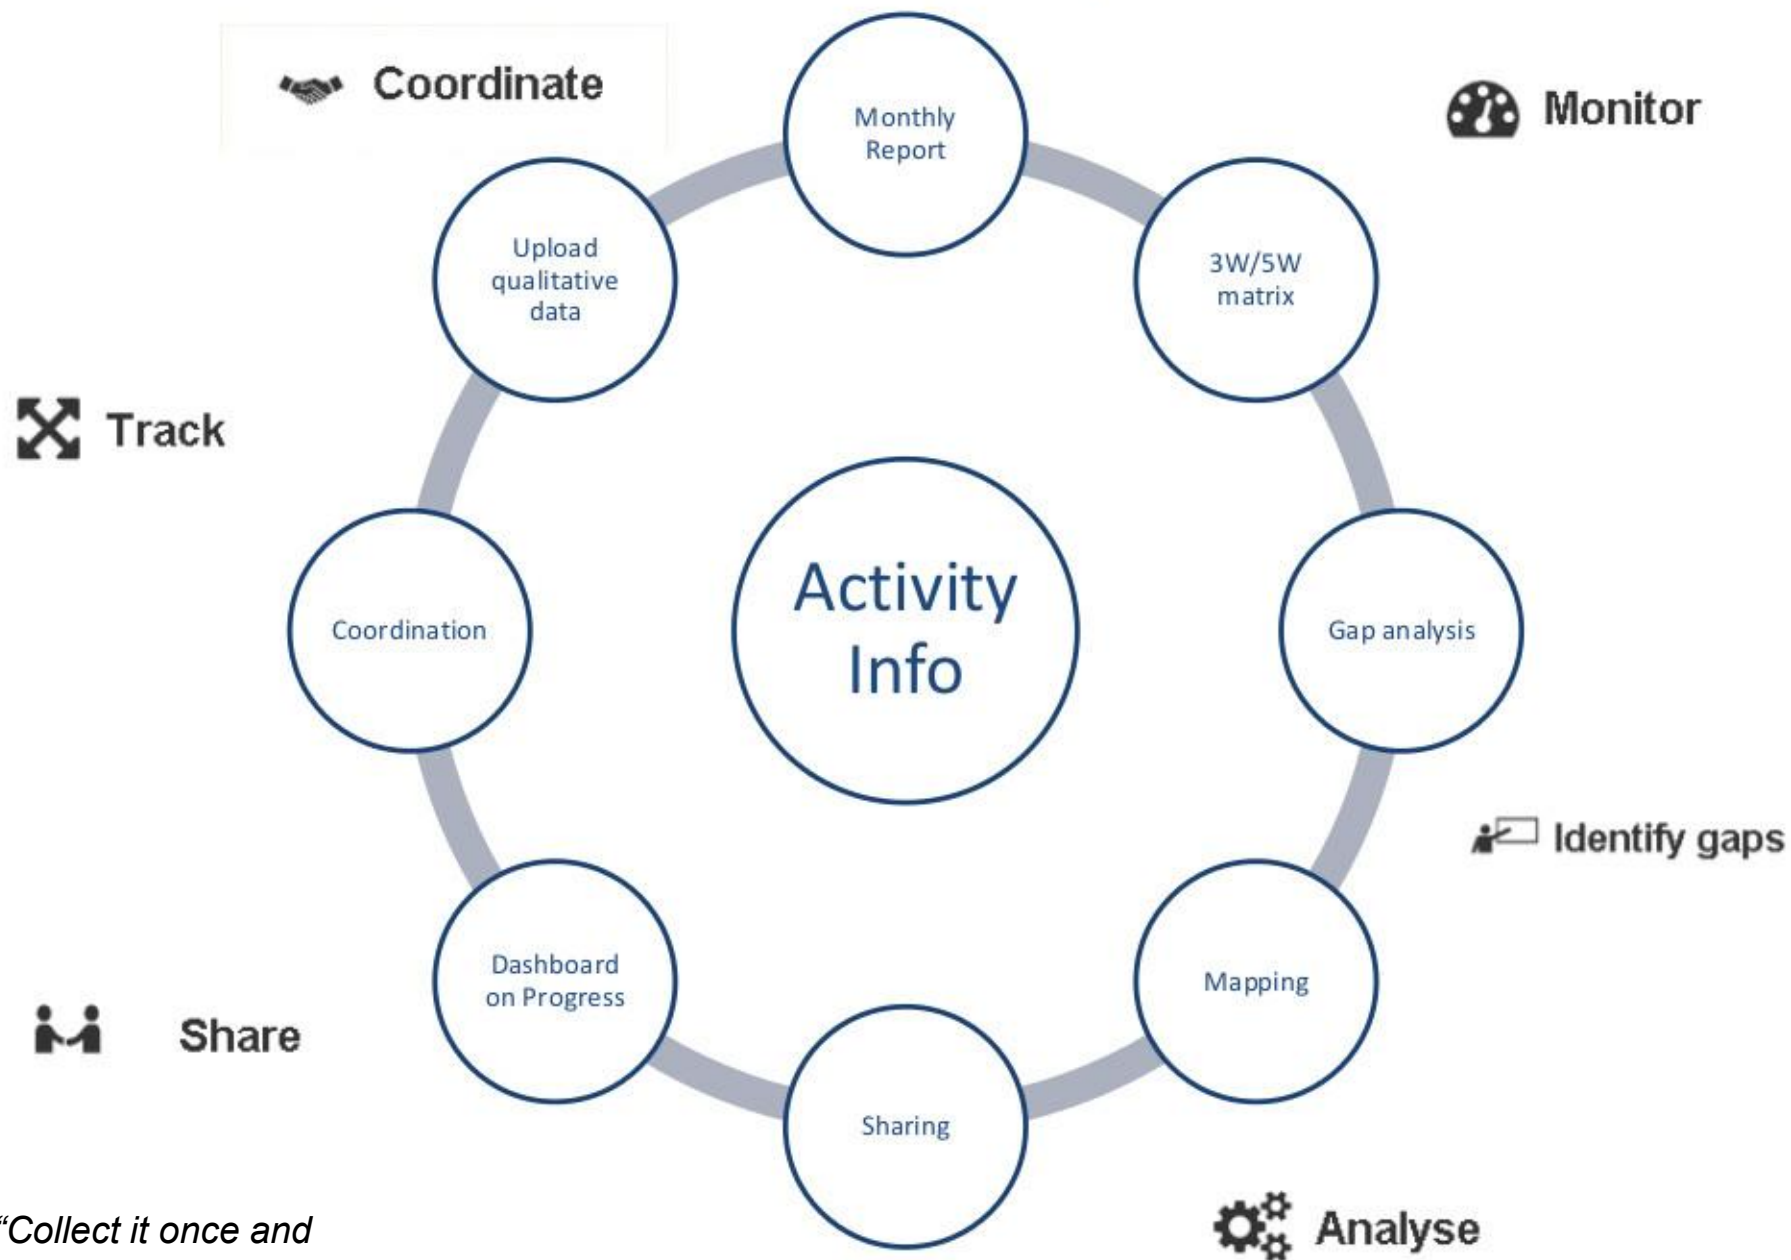 Coordinate
Monitor
Monthly
Report
Upload
qualitative
data
3W/5W
matrix
Track
Activity
Info
Coordination
Gap analysis
Identify gaps
Dashboard
on Progress
Mapping
Share
Sharing
“Collect it once and
Analyse